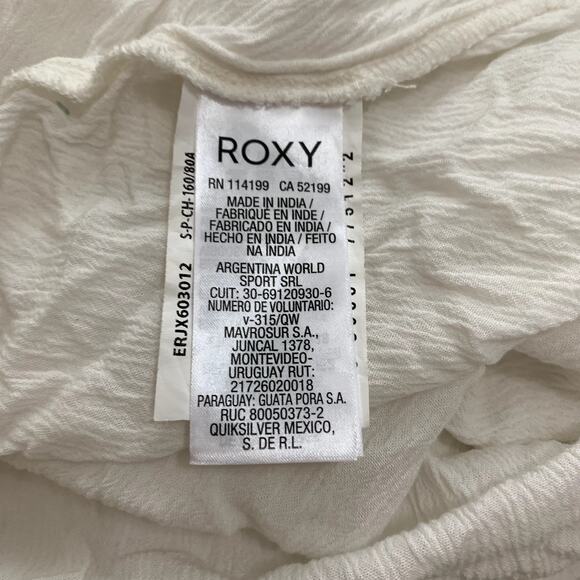 ROXY
RN 114199 CA 52199
MADE IN INDIA /
FABRIQUÉ EN INDE /
FABRICADO EN INDIA /
HECHO EN INDIA / FEITO
NA ÍNDIA
ARGENTINA WORLD
SPORT SRL
CUIT: 30-69120930-6
NUMERO DE VOLUNTARIO:
v-315/QW
MAVROSUR S.A.,
JUNCAL 1378,
MONTEVIDEO-
URUGUAY RUT:
21726020018
PARAGUAY: GUATA PORA S.A.
RUC 80050373-2
QUIKSILVER MEXICO,
S. DE R.L.
ERJX603012 S-P-CH-160/80A